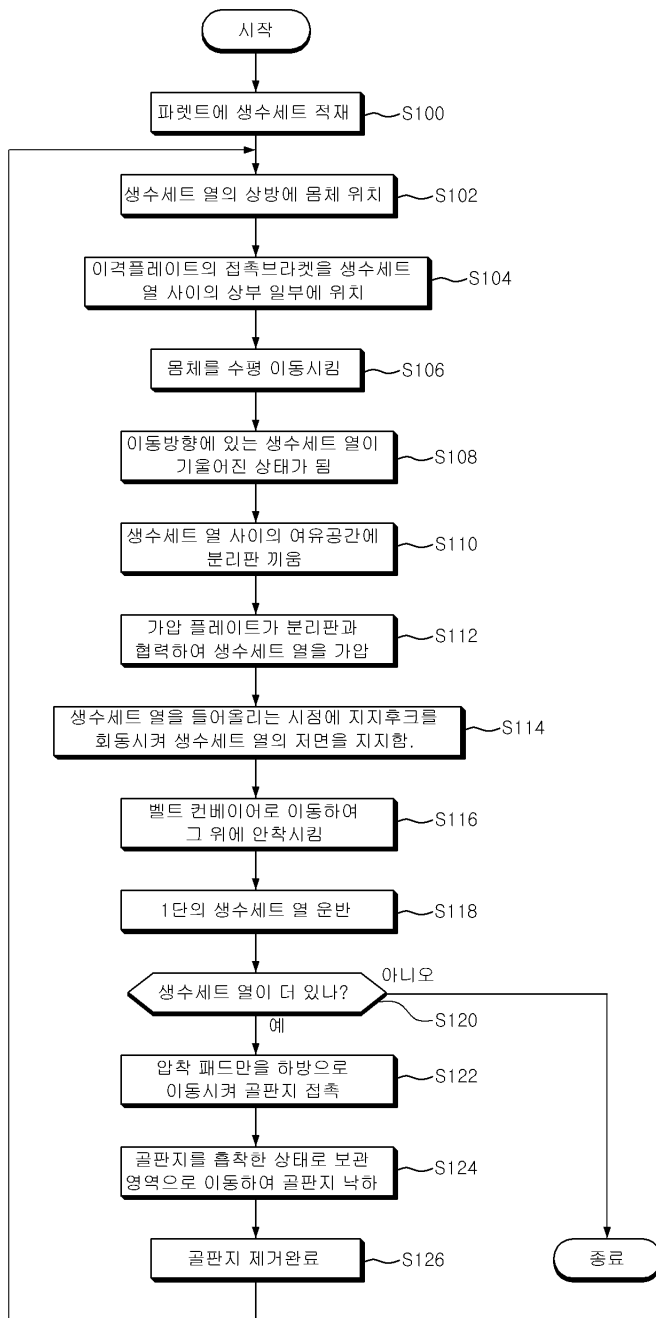 시작
파렛트에 생수세트 적재
S100
생수세트 열의 상방에 몸체 위치
S102
이격플레이트의 접촉브라켓을 생수세트
열 사이의 상부 일부에 위치
S104
몸체를 수평 이동시킴
S106
이동방향에 있는 생수세트 열이
기울어진 상태가 됨
S108
생수세트 열 사이의 여유공간에
분리판 끼움
S110
가압 플레이트가 분리판과
협력하여 생수세트 열을 가압
S112
생수세트 열을 들어올리는 시점에 지지후크를
회동시켜 생수세트 열의 저면을 지지함.
S114
벨트 컨베이어로 이동하여
그 위에 안착시킴
S116
1단의 생수세트 열 운반
S118
생수세트 열이 더 있나?
아니오
S120
예
압착 패드만을 하방으로
이동시켜 골판지 접촉
S122
골판지를 흡착한 상태로 보관
영역으로 이동하여 골판지 낙하
S124
골판지 제거완료
S126
종료